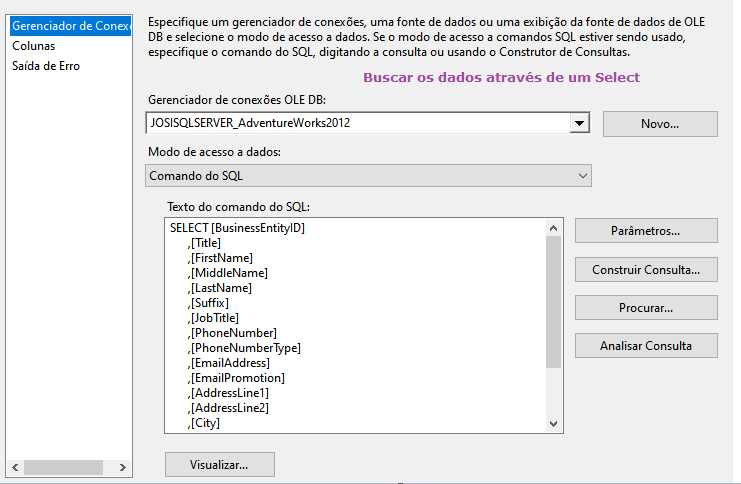 Gerenciador de Conex
Colunas
Saída de Erro
Especifique um gerenciador de conexões, uma fonte de dados ou uma exibição da fonte de dados de OLE
DB e selecione o modo de acesso a dados. Se o modo de acesso a comandos SQL estiver sendo usado,
especifique o comando do SQL, digitando a consulta ou usando o Construtor de Consultas.
Buscar os dados através de um Select
Gerenciador de conexões OLE DB:
JOSISQLSERVER_AdventureWorks2012
Novo...
Modo de acesso a dados:
Comando do SQL
Texto do comando do SQL:
SELECT [BusinessEntityID]
,[Title]
,[FirstName]
,[MiddleName]
,[LastName]
,[Suffix]
,[JobTitle]
,[PhoneNumber]
,[PhoneNumberType]
,[EmailAddress]
,[EmailPromotion]
,[AddressLine1]
,[AddressLine2]
,[City]
Parâmetros...
Construir Consulta...
Procurar...
Analisar Consulta
Visualizar...